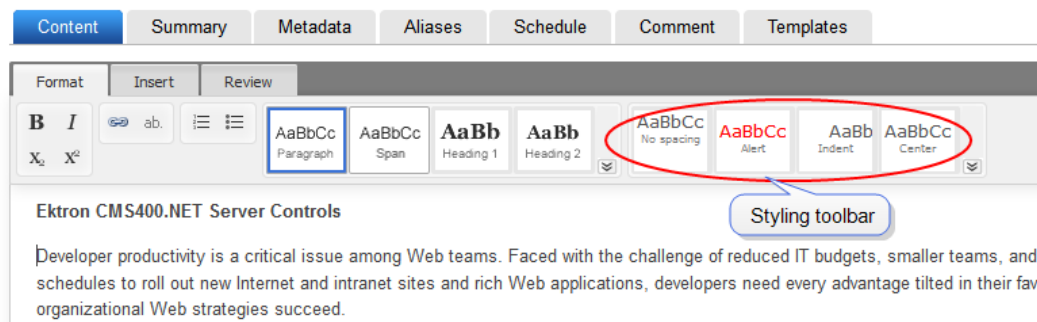 Content Summary Metadata Aliases Schedule Comment Templates
Format Insert Review
B I ab.
X₂ X²
AaBbCc AaBbCc AaBb AaBb AaBbCc AaBbCc AaBb AaBbCc
Paragraph Span Heading 1 Heading 2 No spacing Alert Indent Center
Styling toolbar
Ektron CMS400.NET Server Controls
Developer productivity is a critical issue among Web teams. Faced with the challenge of reduced IT budgets, smaller teams, and
schedules to roll out new Internet and intranet sites and rich Web applications, developers need every advantage tilted in their fav
organizational Web strategies succeed.